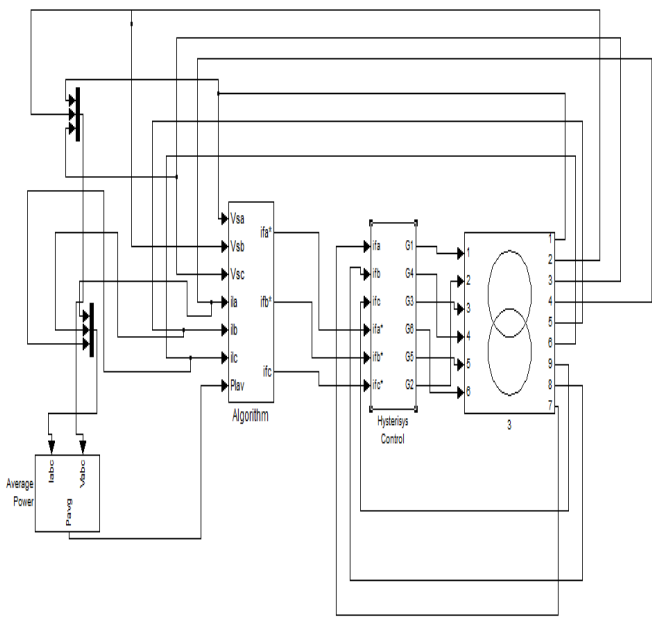 Vsa
Vsb
Vsc
ila
ilb
ilc
Plav
ifa*
ifb*
ifc
Algorithm
ifa
ifb
ifc
ifa*
ifb*
ifc*
G1
G4
G3
G6
G5
G2
Hysterisys
Control
1
2
3
4
5
6
1
2
3
4
5
6
9
8
7
3
Average
Power
Iabc
Vabc
Pavg